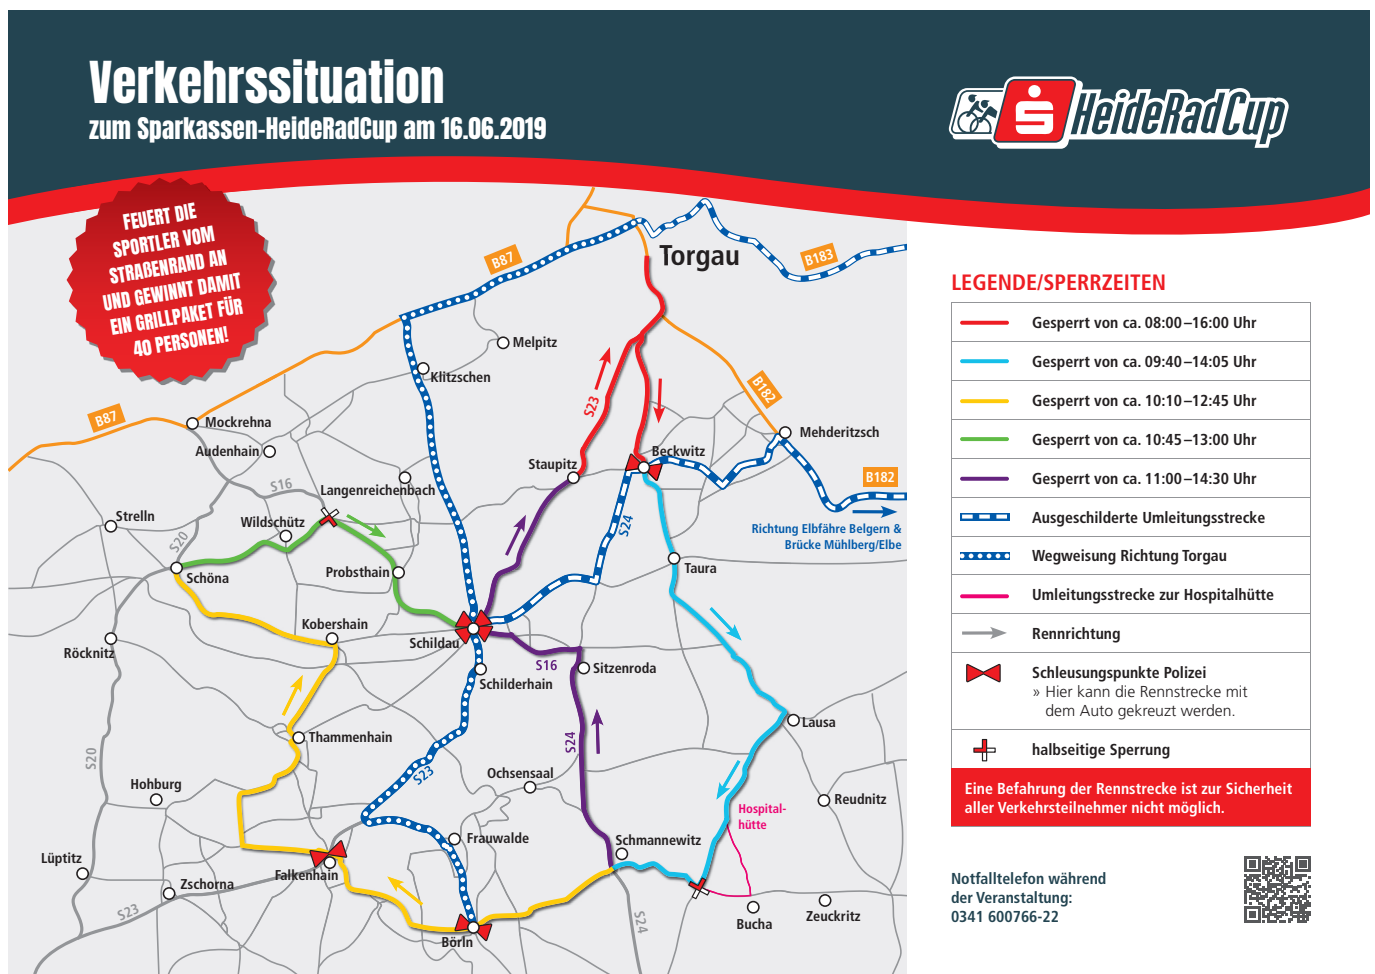 Verkehrssituation
zum Sparkassen-HeideRadCup am 16.06.2019
HeideRadCup
FEUERT DIE
SPORTLER VOM
STRAßENRAND AN
UND GEWINNT DAMIT
EIN GRILLPAKET FÜR
40 PERSONEN!
B87
B183
Torgau
Melpitz
Klitzschen
B182
B87
Mockrehna
S23
Mehderitzsch
Audenhain
Beckwitz
Staupitz
B182
S16
Langenreichenbach
Strelln
Wildschütz
S24
Richtung Elbfähre Belgern &
Brücke Mühlberg/Elbe
S20
Schöna
Probsthain
Taura
Kobershain
Schildau
Röcknitz
S16
Sitzenroda
Schilderhain
Lausa
Thammenhain
S24
S20
S23
Ochsensaal
Hohburg
Reudnitz
Hospital-
hütte
Frauwalde
Schmannewitz
Lüptitz
Falkenhain
Zschorna
S23
S24
Bucha
Zeuckritz
Börln
LEGENDE/SPERRZEITEN
Gesperrt von ca. 08:00–16:00 Uhr
Gesperrt von ca. 09:40–14:05 Uhr
Gesperrt von ca. 10:10–12:45 Uhr
Gesperrt von ca. 10:45–13:00 Uhr
Gesperrt von ca. 11:00–14:30 Uhr
Ausgeschilderte Umleitungsstrecke
Wegweisung Richtung Torgau
Umleitungsstrecke zur Hospitalhütte
Rennrichtung
Schleusungspunkte Polizei
» Hier kann die Rennstrecke mit
dem Auto gekreuzt werden.
halbseitige Sperrung
Eine Befahrung der Rennstrecke ist zur Sicherheit
aller Verkehrsteilnehmer nicht möglich.
Notfalltelefon während
der Veranstaltung:
0341 600766-22